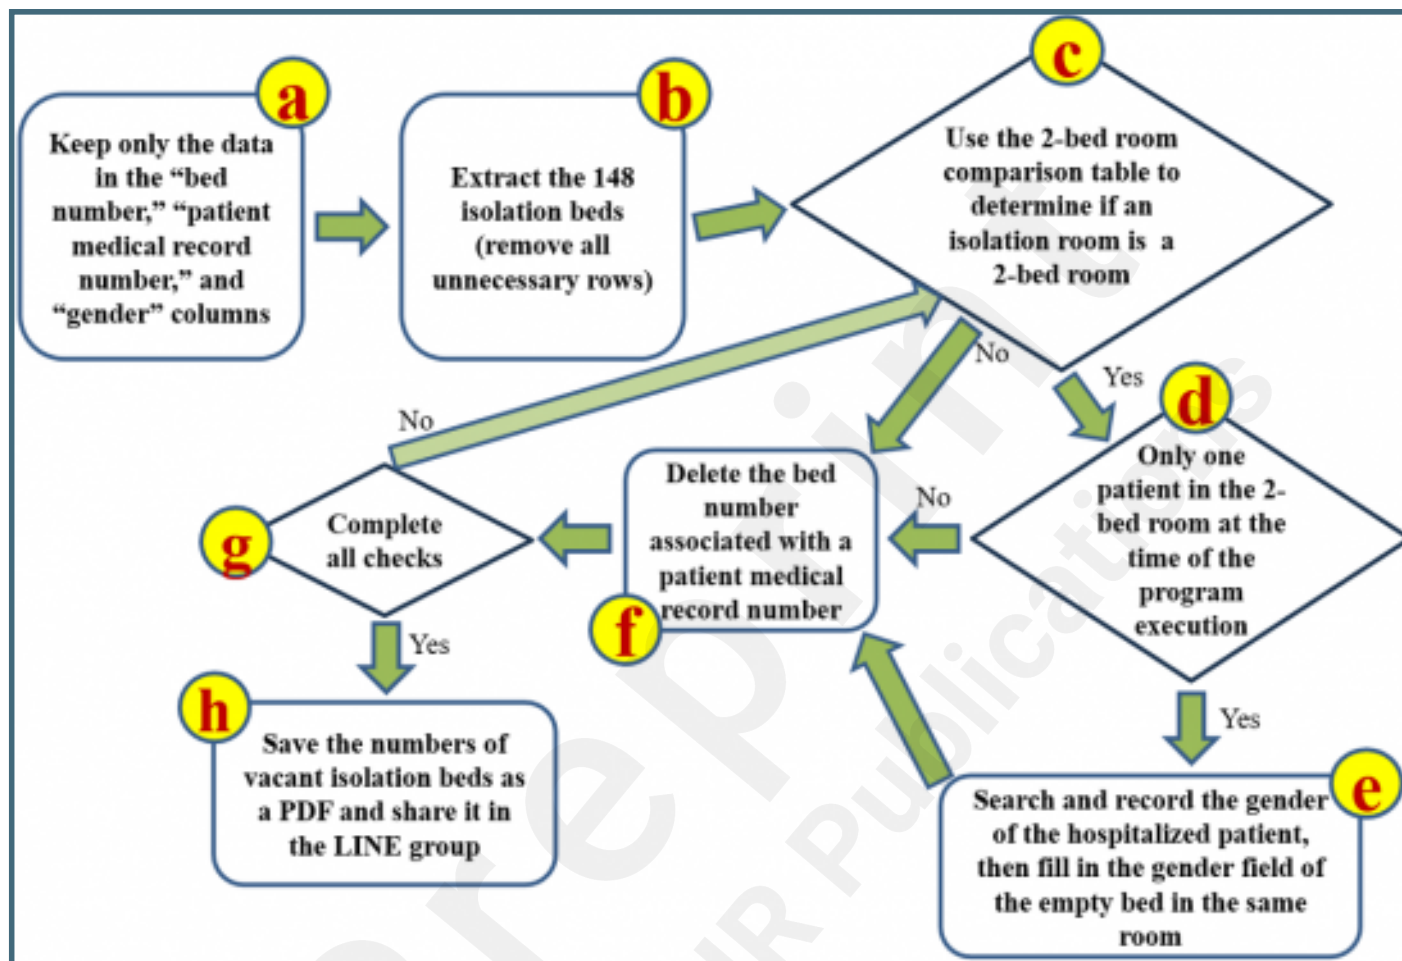 a
Keep only the data
in the “bed
number,” “patient
medical record
number,” and
“gender” columns
b
Extract the 148
isolation beds
(remove all
unnecessary rows)
c
Use the 2-bed room
comparison table to
determine if an
isolation room is a
2-bed room
No
Yes
d
Only one
patient in the 2-
bed room at the
time of the
program
execution
No
Yes
e
Search and record the gender
of the hospitalized patient,
then fill in the gender field of
the empty bed in the same
room
f
Delete the bed
number
associated with a
patient medical
record number
g
Complete
all checks
No
Yes
h
Save the numbers of
vacant isolation beds as
a PDF and share it in
the LINE group
reprint
IR Publications